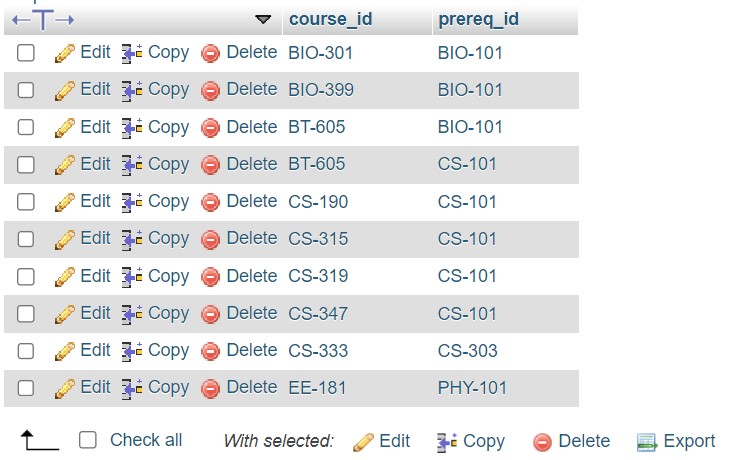 course_id prereq_id
Edit Copy Delete BIO-301 BIO-101
Edit Copy Delete BIO-399 BIO-101
Edit Copy Delete BT-605 BIO-101
Edit Copy Delete BT-605 CS-101
Edit Copy Delete CS-190 CS-101
Edit Copy Delete CS-315 CS-101
Edit Copy Delete CS-319 CS-101
Edit Copy Delete CS-347 CS-101
Edit Copy Delete CS-333 CS-303
Edit Copy Delete EE-181 PHY-101
Check all With selected: Edit Copy Delete Export